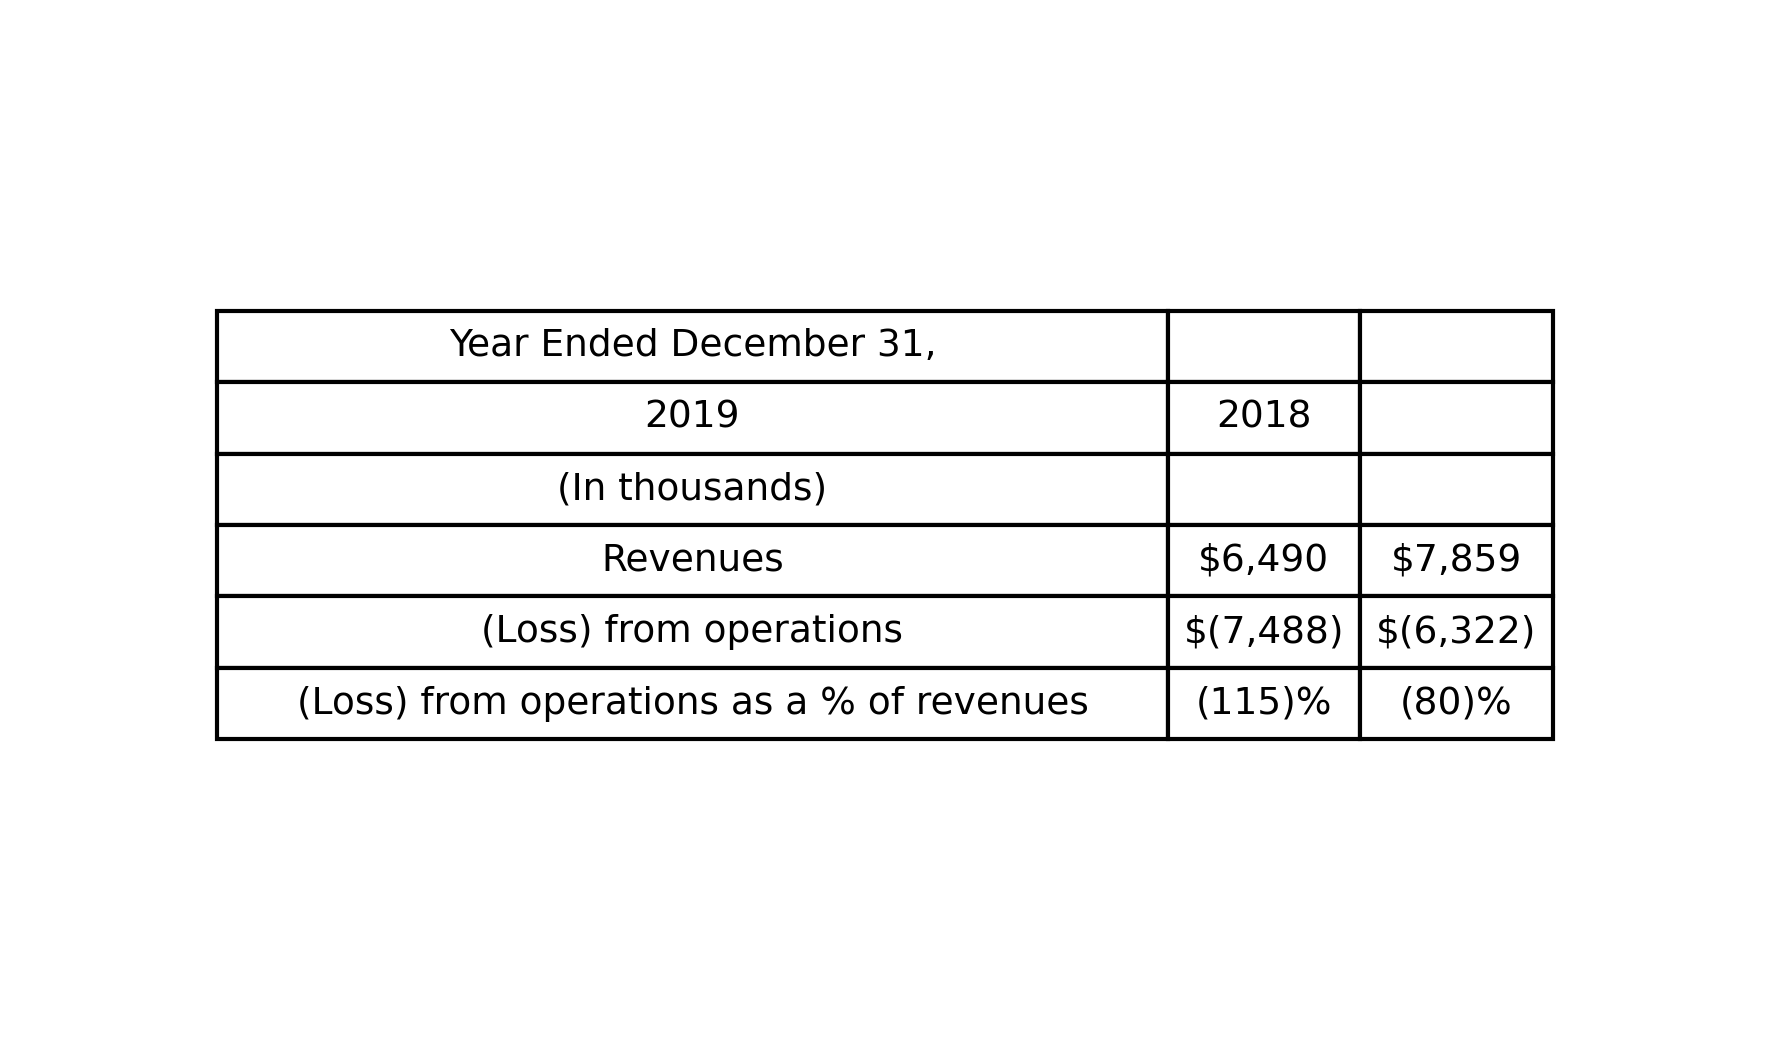 Year Ended December 31,
2019 2018
(In thousands)
Revenues $6,490 $7,859
(Loss) from operations $(7,488) $(6,322)
(Loss) from operations as a % of revenues (115)% (80)%